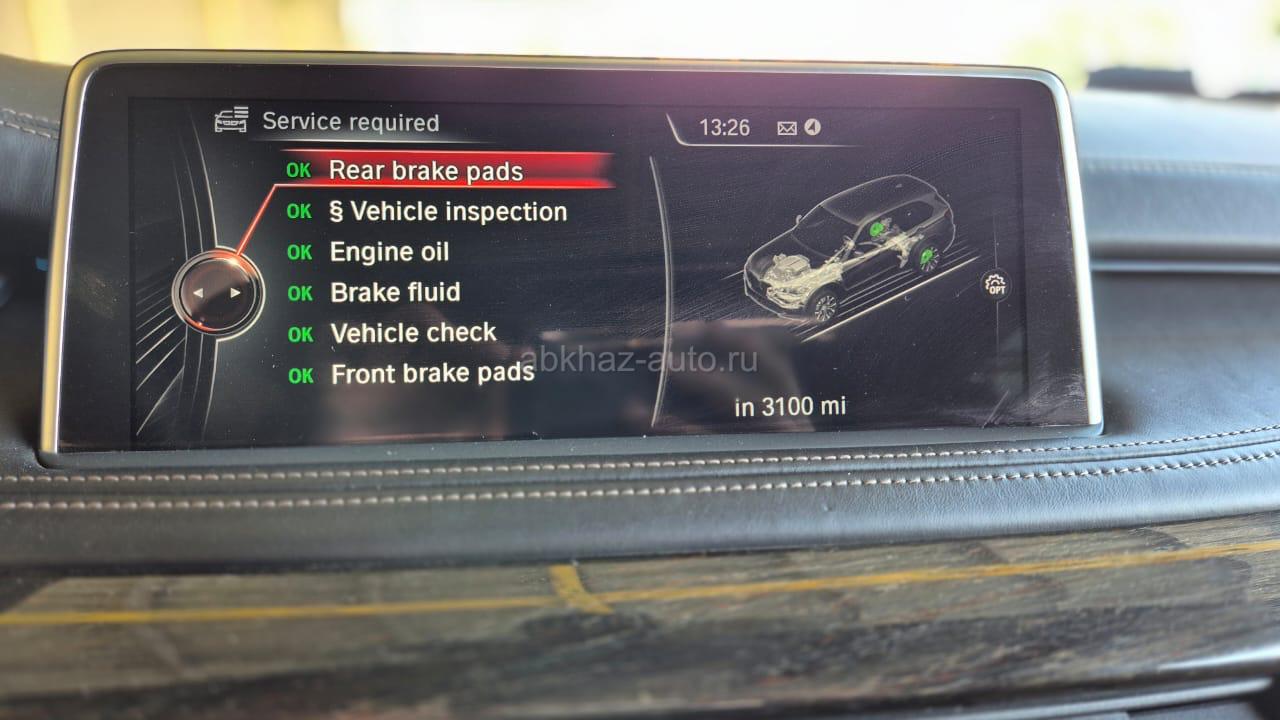 Service required
13:26
OK Rear brake pads
OK § Vehicle inspection
OK Engine oil
OK Brake fluid
OK Vehicle check
OK Front brake pads
OPT
in 3100 mi
abkhaz-auto.ru